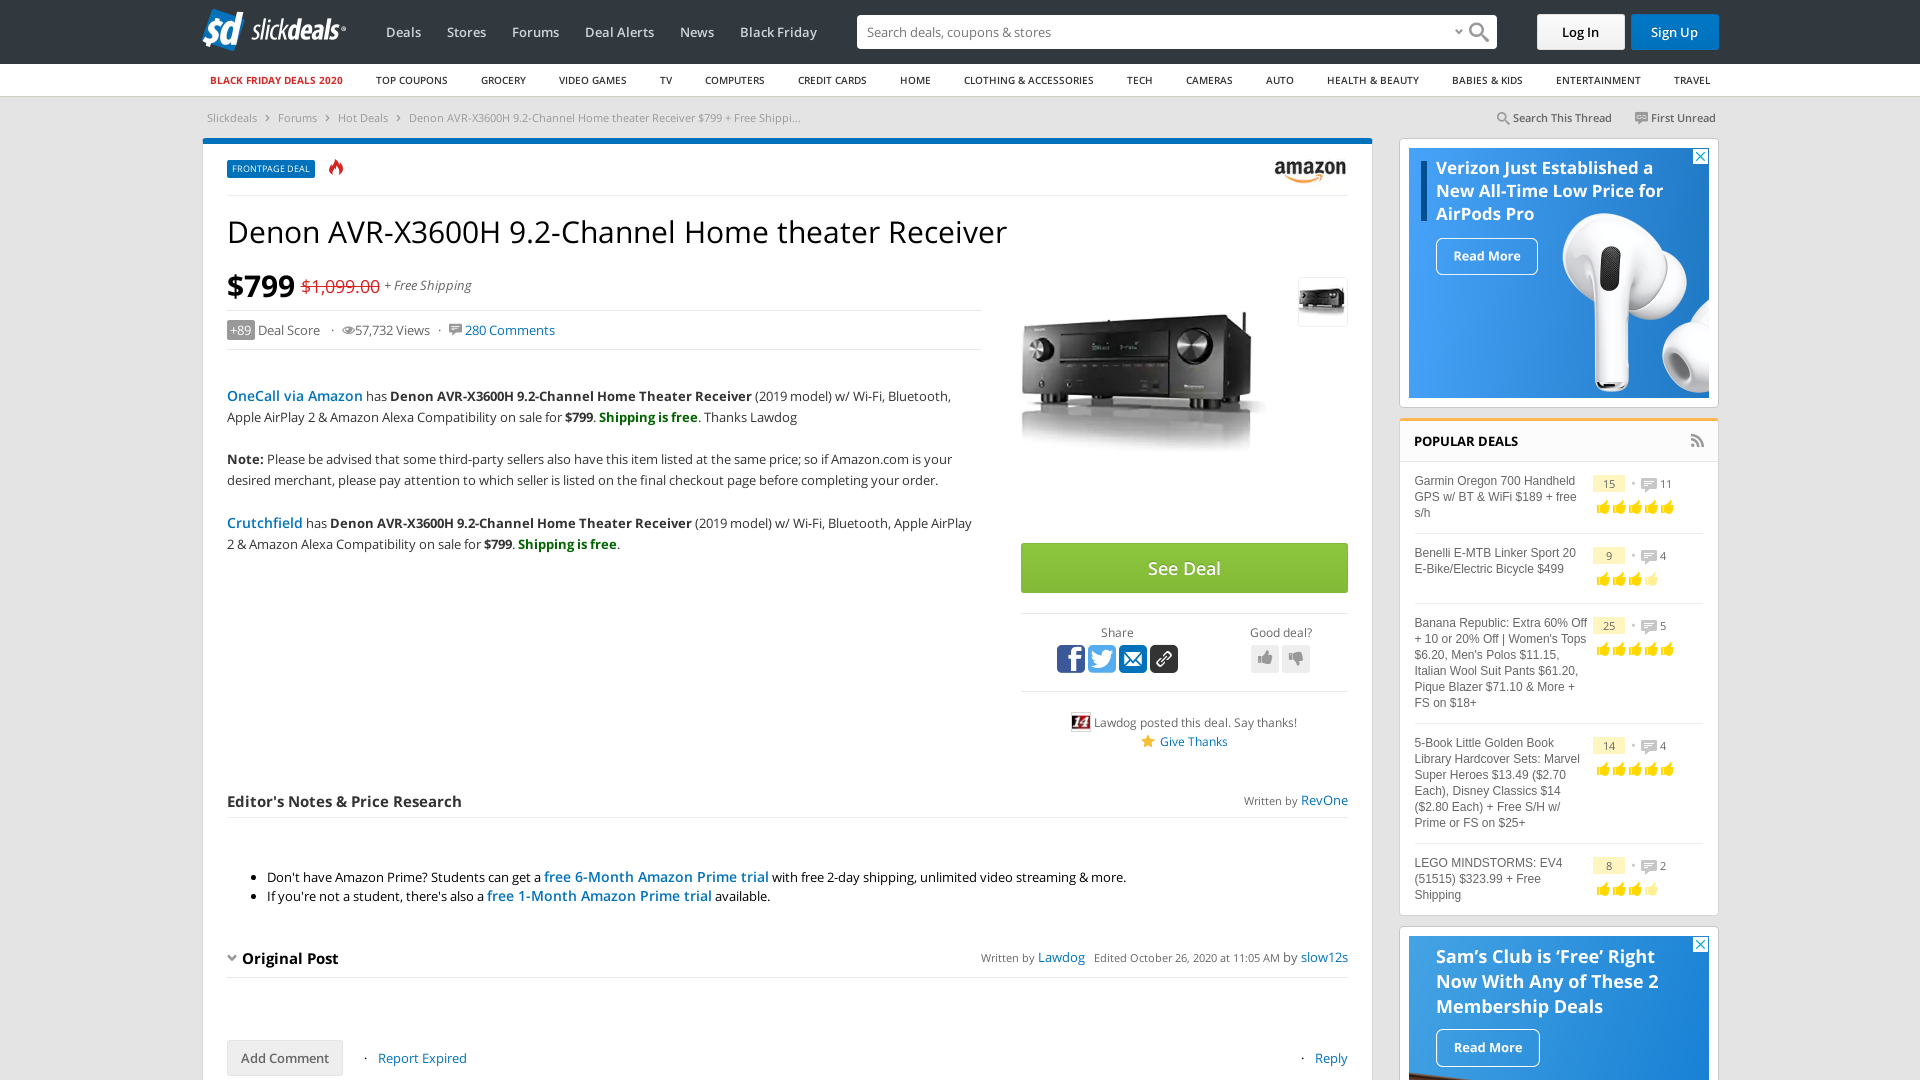 sd slickdeals
Deals
Stores
Forums
Deal Alerts
News
Black Friday
Search deals, coupons & stores
Log In
Sign Up
BLACK FRIDAY DEALS 2020
TOP COUPONS
GROCERY
VIDEO GAMES
TV
COMPUTERS
CREDIT CARDS
HOME
CLOTHING & ACCESSORIES
TECH
CAMERAS
AUTO
HEALTH & BEAUTY
BABIES & KIDS
ENTERTAINMENT
TRAVEL
Slickdeals › Forums › Hot Deals › Denon AVR-X3600H 9.2-Channel Home theater Receiver $799 + Free Shippi...
Search This Thread
First Unread
FRONTPAGE DEAL
amazon
Denon AVR-X3600H 9.2-Channel Home theater Receiver
$799 $1,099.00 + Free Shipping
+89 Deal Score · 57,732 Views · 280 Comments
OneCall via Amazon has Denon AVR-X3600H 9.2-Channel Home Theater Receiver (2019 model) w/ Wi-Fi, Bluetooth,
Apple AirPlay 2 & Amazon Alexa Compatibility on sale for $799. Shipping is free. Thanks Lawdog
Note: Please be advised that some third-party sellers also have this item listed at the same price; so if Amazon.com is your
desired merchant, please pay attention to which seller is listed on the final checkout page before completing your order.
Crutchfield has Denon AVR-X3600H 9.2-Channel Home Theater Receiver (2019 model) w/ Wi-Fi, Bluetooth, Apple AirPlay
2 & Amazon Alexa Compatibility on sale for $799. Shipping is free.
See Deal
Share
Good deal?
14 Lawdog posted this deal. Say thanks!
Give Thanks
Editor's Notes & Price Research
Written by RevOne
• Don't have Amazon Prime? Students can get a free 6-Month Amazon Prime trial with free 2-day shipping, unlimited video streaming & more.
• If you're not a student, there's also a free 1-Month Amazon Prime trial available.
Original Post
Written by Lawdog Edited October 26, 2020 at 11:05 AM by slow12s
Add Comment
· Report Expired
· Reply
Verizon Just Established a
New All-Time Low Price for
AirPods Pro
Read More
POPULAR DEALS
Garmin Oregon 700 Handheld
GPS w/ BT & WiFi $189 + free
s/h
15 • 11
Benelli E-MTB Linker Sport 20
E-Bike/Electric Bicycle $499
9 • 4
Banana Republic: Extra 60% Off
+ 10 or 20% Off | Women's Tops
$6.20, Men's Polos $11.15,
Italian Wool Suit Pants $61.20,
Pique Blazer $71.10 & More +
FS on $18+
25 • 5
5-Book Little Golden Book
Library Hardcover Sets: Marvel
Super Heroes $13.49 ($2.70
Each), Disney Classics $14
($2.80 Each) + Free S/H w/
Prime or FS on $25+
14 • 4
LEGO MINDSTORMS: EV4
(51515) $323.99 + Free
Shipping
8 • 2
Sam's Club is ‘Free’ Right
Now With Any of These 2
Membership Deals
Read More